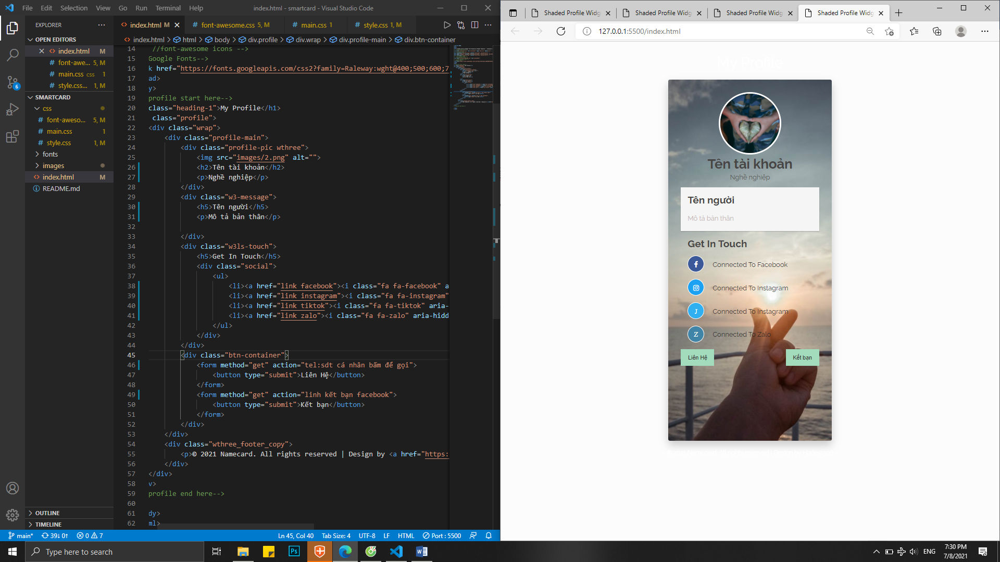 File Edit Selection View Go Run Terminal Help
index.html - smartcard - Visual Studio Code
EXPLORER
OPEN EDITORS
index.html M
font-awe... 5, M
main.css css 1
style.css... 1, M
SMARTCARD
css
font-aweso... 5, M
main.css 1
style.css 1, M
fonts
images
index.html M
README.md
OUTLINE
TIMELINE
6
index.html M
font-awesome.css 5, M
main.css 1
style.css 1, M
index.html > html > body > div.profile > div.wrap > div.profile-main > div.btn-container
14 //font-awesome icons -->
15 Google Fonts-->
16 k href="https://fonts.googleapis.com/css2?family=Raleway:wght@400;500;600;7
17 ad>
18 y>
19 profile start here-->
20 class="heading-1">My Profile</h1>
21 class="profile">
22 <div class="wrap">
23 <div class="profile-main">
24 <div class="profile-pic wthree">
25 <img src="images/2.png" alt="">
26 <h2>Tên tài khoản</h2>
27 <p>Nghề nghiệp</p>
28 </div>
29 <div class="w3-message">
30 <h5>Tên người</h5>
31 <p>Mô tả bản thân</p>
32
33 </div>
34 <div class="w3ls-touch">
35 <h5>Get In Touch</h5>
36 <div class="social">
37 <ul>
38 <li><a href="link facebook"><i class="fa fa-facebook" a
39 <li><a href="link instagram"><i class="fa fa-instagram"
40 <li><a href="link tiktok"><i class="fa fa-tiktok" aria-
41 <li><a href="link zalo"><i class="fa fa-zalo" aria-hidd
42 </ul>
43 </div>
44 </div>
45 <div class="btn-container">
46 <form method="get" action="tel:sdt cá nhân bấm để gọi">
47 <button type="submit">Liên Hệ</button>
48 </form>
49 <form method="get" action="linh kết bạn facebook">
50 <button type="submit">Kết bạn</button>
51 </form>
52 </div>
53 </div>
54 <div class="wthree_footer_copy">
55 <p>© 2021 Namecard. All rights reserved | Design by <a href="https:
56 </div>
57 </div>
58 v>
59 profile end here-->
60
61 dy>
62 ml>
main* 39↓ 0↑ 0 7
Ln 45, Col 40 Tab Size: 4 UTF-8 LF HTML Port : 5500
Shaded Profile Widg
Shaded Profile Widg
Shaded Profile Widg
Shaded Profile Widg
127.0.0.1:5500/index.html
My Profile
Tên tài khoản
Nghề nghiệp
Tên người
Mô tả bản thân
Get In Touch
Connected To Facebook
Connected To Instagram
J Connected To Instagram
Z Connected To Zalo
Liên Hệ
Kết bạn
Type here to search
Ps
ENG
7:30 PM
7/8/2021